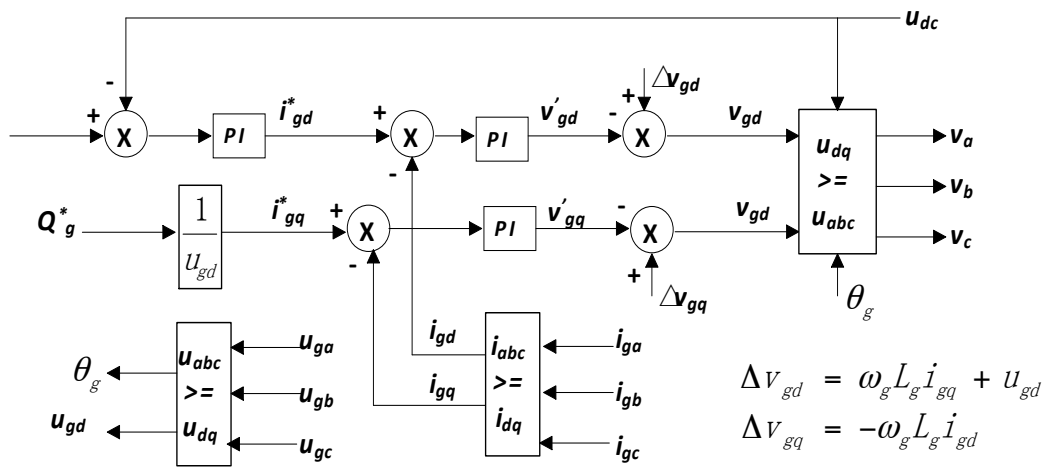 u_dc
-
+
X
PI
i*_gd
+
X
-
PI
v'_gd
-
+
Δv_gd
X
v_gd
u_dq
>=
u_abc
v_a
v_b
v_c
Q*_g
1
u_gd
i*_gq
+
X
-
PI
v'_gq
-
X
+
Δv_gq
v_gd
θ_g
θ_g
u_gd
u_abc
>=
u_dq
u_ga
u_gb
u_gc
i_gd
i_gq
i_abc
>=
i_dq
i_ga
i_gb
i_gc
Δv_gd = ω_g L_g i_gq + u_gd
Δv_gq = -ω_g L_g i_gd